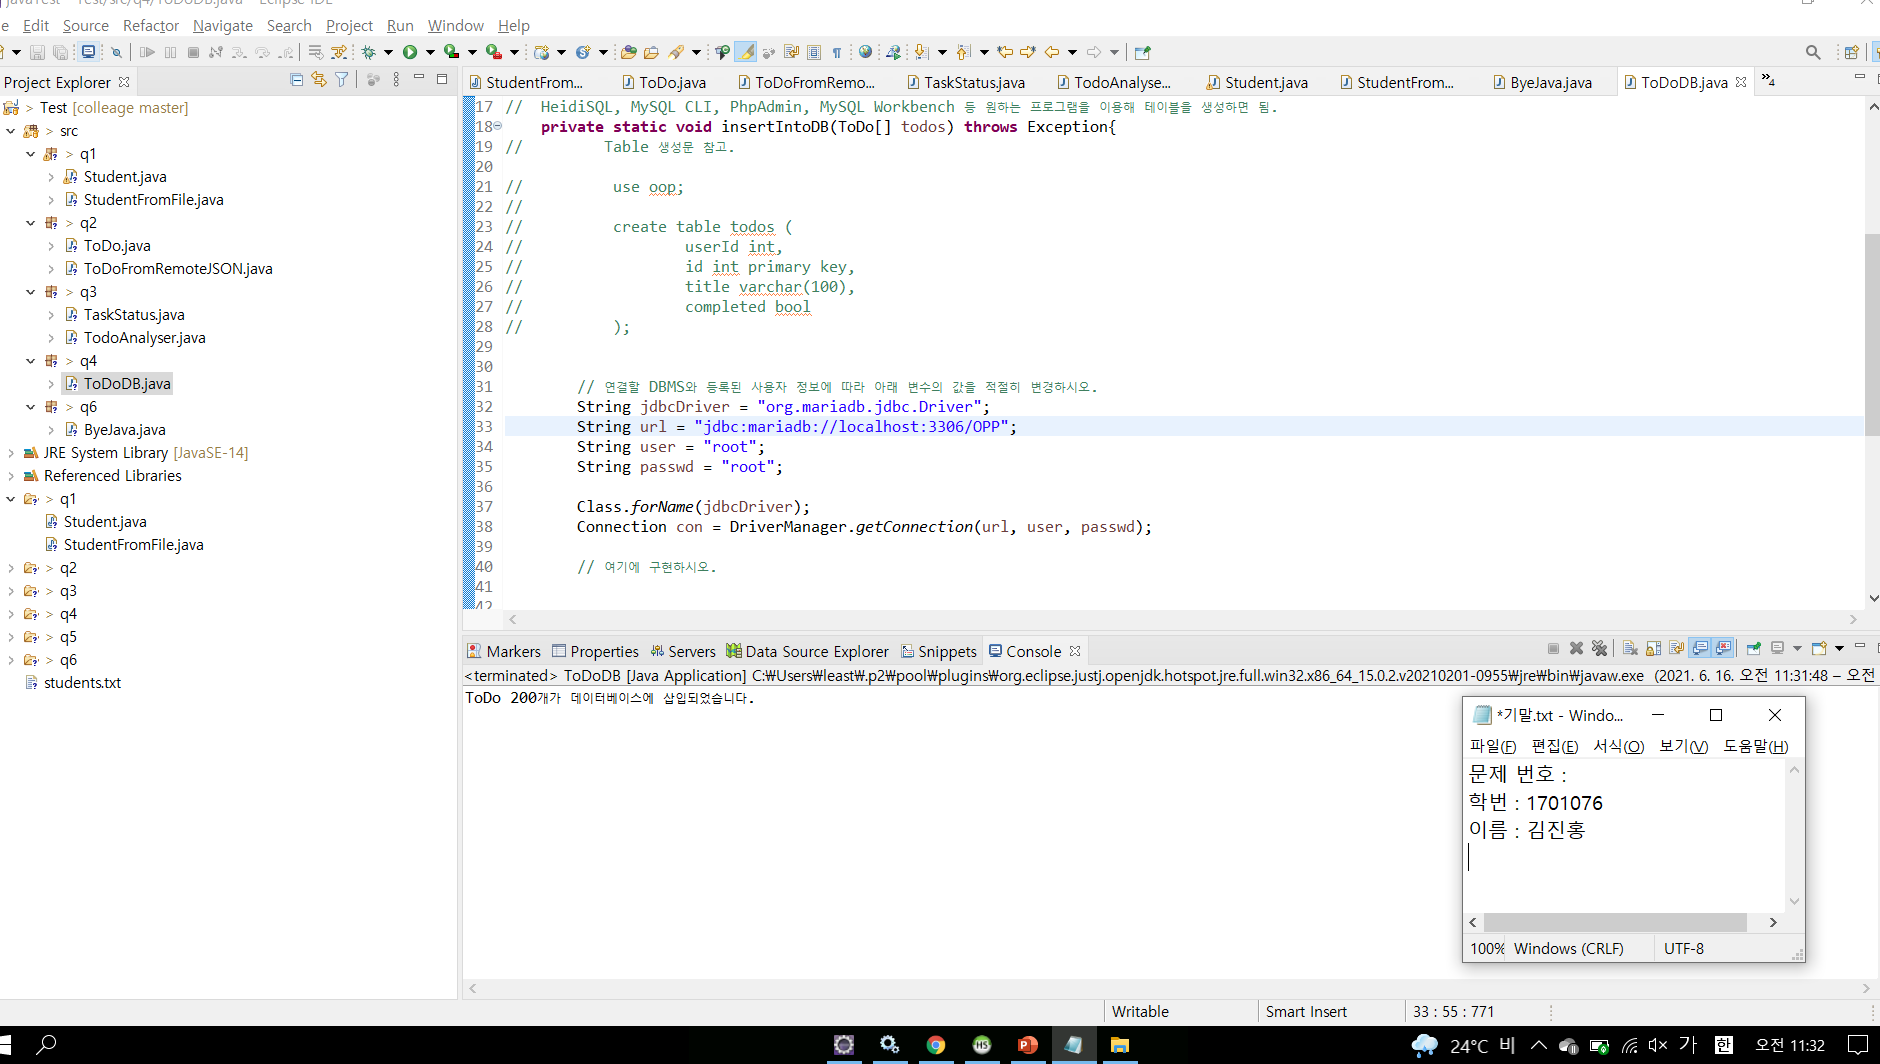 Edit Source Refactor Navigate Search Project Run Window Help
Project Explorer
> Test [colleage master]
> src
> q1
Student.java
StudentFromFile.java
> q2
ToDo.java
ToDoFromRemoteJSON.java
> q3
TaskStatus.java
TodoAnalyser.java
> q4
ToDoDB.java
> q6
ByeJava.java
JRE System Library [JavaSE-14]
Referenced Libraries
> q1
Student.java
StudentFromFile.java
> q2
> q3
> q4
> q5
> q6
students.txt
StudentFrom... ToDo.java ToDoFromRemo... TaskStatus.java TodoAnalyse... Student.java StudentFrom... ByeJava.java ToDoDB.java »4
17 // HeidiSQL, MySQL CLI, PhpAdmin, MySQL Workbench 등 원하는 프로그램을 이용해 테이블을 생성하면 됨.
18 private static void insertIntoDB(ToDo[] todos) throws Exception{
19 // Table 생성문 참고.
20
21 // use oop;
22 //
23 // create table todos (
24 // userId int,
25 // id int primary key,
26 // title varchar(100),
27 // completed bool
28 // );
29
30
31 // 연결할 DBMS와 등록된 사용자 정보에 따라 아래 변수의 값을 적절히 변경하시오.
32 String jdbcDriver = "org.mariadb.jdbc.Driver";
33 String url = "jdbc:mariadb://localhost:3306/OPP";
34 String user = "root";
35 String passwd = "root";
36
37 Class.forName(jdbcDriver);
38 Connection con = DriverManager.getConnection(url, user, passwd);
39
40 // 여기에 구현하시오.
41
42
Markers Properties Servers Data Source Explorer Snippets Console
<terminated> ToDoDB [Java Application] C:₩Users₩least₩.p2₩pool₩plugins₩org.eclipse.justj.openjdk.hotspot.jre.full.win32.x86_64_15.0.2.v20210201-0955₩jre₩bin₩javaw.exe (2021. 6. 16. 오전 11:31:48 – 오전
ToDo 200개가 데이터베이스에 삽입되었습니다.
*기말.txt - Windo...
파일(F) 편집(E) 서식(O) 보기(V) 도움말(H)
문제 번호 :
학번 : 1701076
이름 : 김진홍
100% Windows (CRLF) UTF-8
Writable Smart Insert 33 : 55 : 771
24°C 비 가 한 오전 11:32